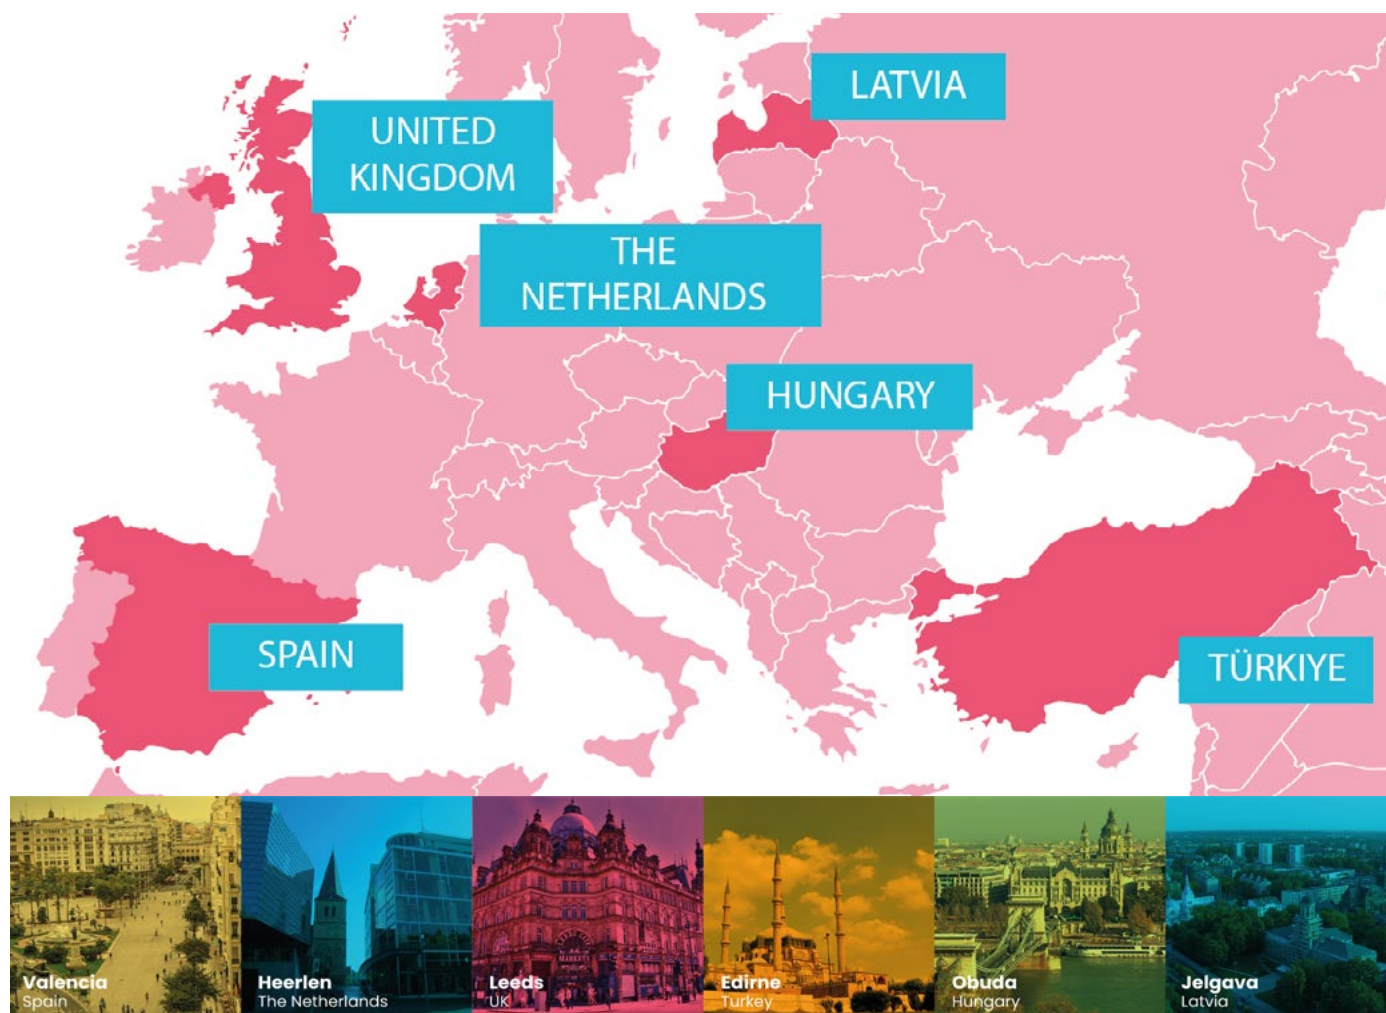 LATVIA
UNITED
KINGDOM
THE
NETHERLANDS
HUNGARY
SPAIN
TÜRKIYE
Valencia
Spain
Heerlen
The Netherlands
MARKETS
Leeds
UK
Edirne
Turkey
Obuda
Hungary
Jelgava
Latvia